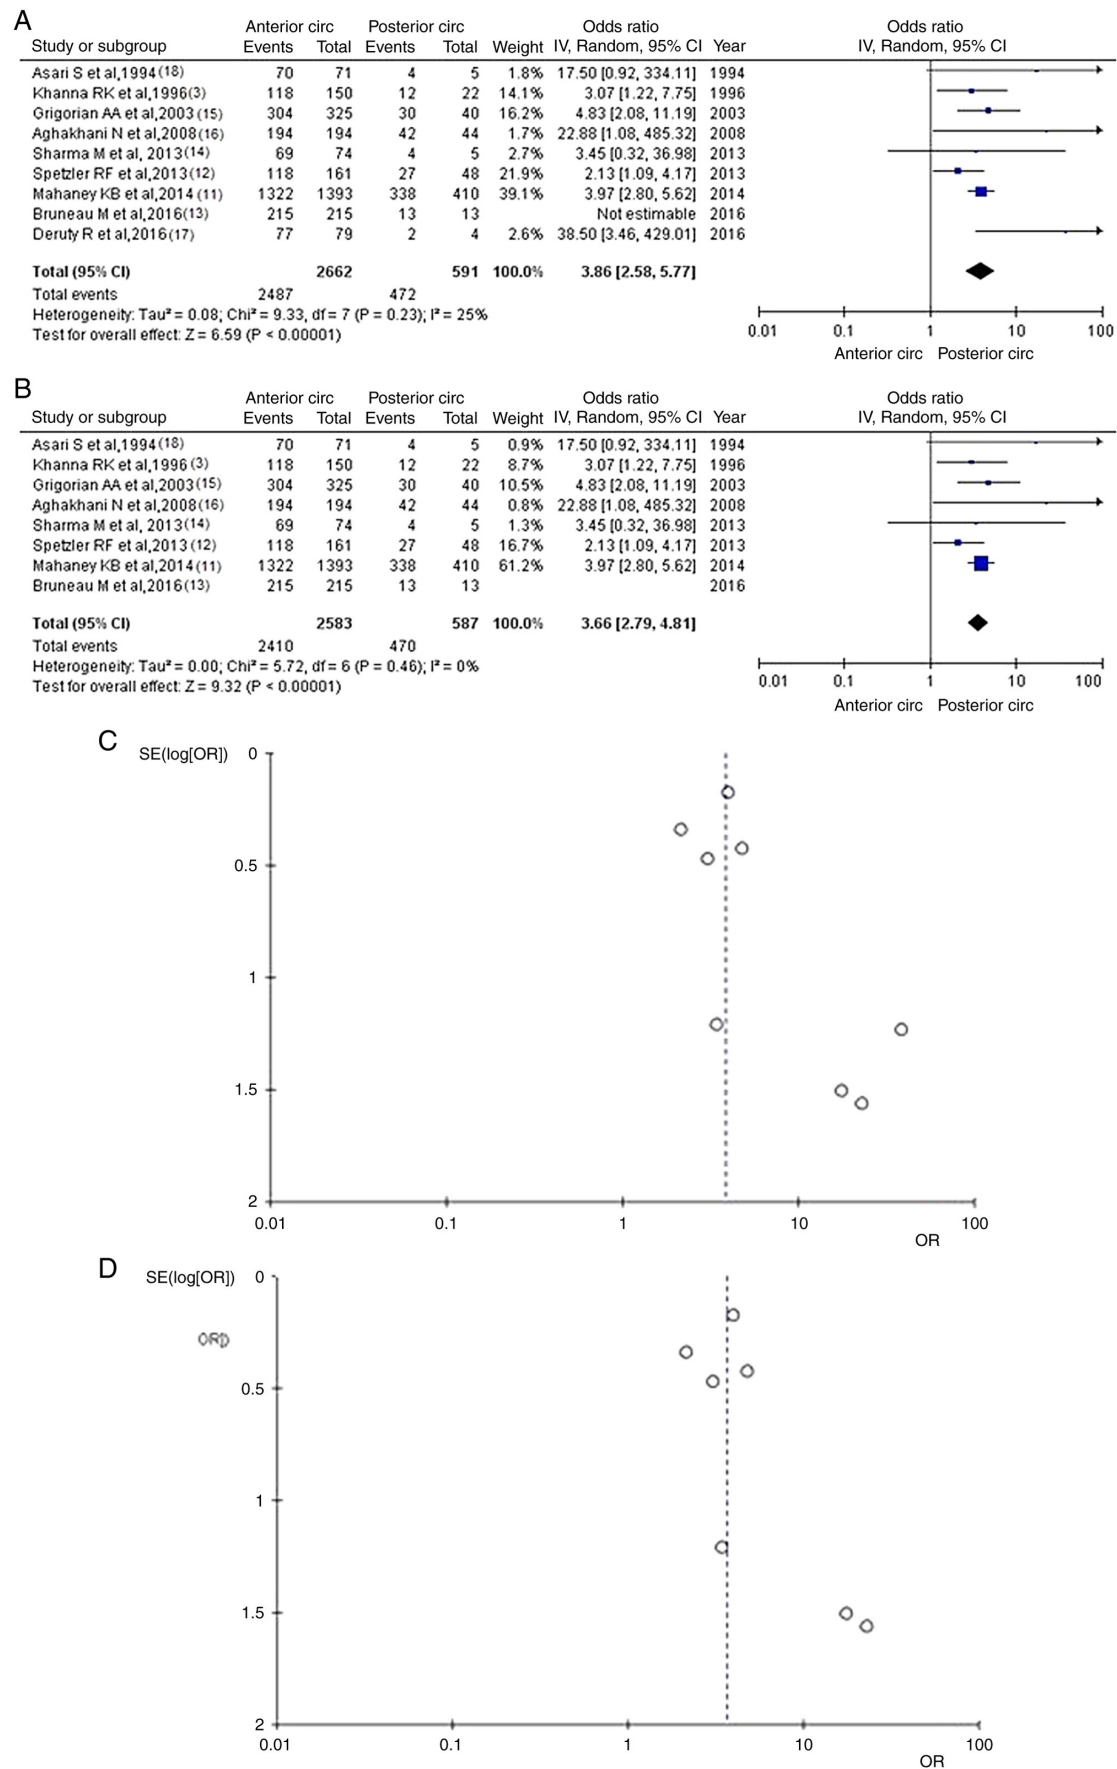 A
Anterior circ Posterior circ Odds ratio Odds ratio
Study or subgroup Events Total Events Total Weight IV, Random, 95% CI Year IV, Random, 95% CI
Asari S et al,1994 (18) 70 71 4 5 1.8% 17.50 [0.92, 334.11] 1994
Khanna RK et al,1996(3) 118 150 12 22 14.1% 3.07 [1.22, 7.75] 1996
Grigorian AA et al,2003 (15) 304 325 30 40 16.2% 4.83 [2.08, 11.19] 2003
Aghakhani N et al,2008 (16) 194 194 42 44 1.7% 22.88 [1.08, 485.32] 2008
Sharma M et al, 2013 (14) 69 74 4 5 2.7% 3.45 [0.32, 36.98] 2013
Spetzler RF et al,2013 (12) 118 161 27 48 21.9% 2.13 [1.09, 4.17] 2013
Mahaney KB et al,2014 (11) 1322 1393 338 410 39.1% 3.97 [2.80, 5.62] 2014
Bruneau M et al,2016(13) 215 215 13 13 Not estimable 2016
Deruty R et al,2016 (17) 77 79 2 4 2.6% 38.50 [3.46, 429.01] 2016
Total (95% CI) 2662 591 100.0% 3.86 [2.58, 5.77]
Total events 2487 472
Heterogeneity: Tau² = 0.08; Chi² = 9.33, df = 7 (P = 0.23); I² = 25%
Test for overall effect: Z = 6.59 (P < 0.00001)
0.01 0.1 1 10 100
Anterior circ Posterior circ
B
Anterior circ Posterior circ Odds ratio Odds ratio
Study or subgroup Events Total Events Total Weight IV, Random, 95% CI Year IV, Random, 95% CI
Asari S et al,1994 (18) 70 71 4 5 0.9% 17.50 [0.92, 334.11] 1994
Khanna RK et al,1996 (3) 118 150 12 22 8.7% 3.07 [1.22, 7.75] 1996
Grigorian AA et al,2003 (15) 304 325 30 40 10.5% 4.83 [2.08, 11.19] 2003
Aghakhani N et al,2008 (16) 194 194 42 44 0.8% 22.88 [1.08, 485.32] 2008
Sharma M et al, 2013 (14) 69 74 4 5 1.3% 3.45 [0.32, 36.98] 2013
Spetzler RF et al,2013 (12) 118 161 27 48 16.7% 2.13 [1.09, 4.17] 2013
Mahaney KB et al,2014 (11) 1322 1393 338 410 61.2% 3.97 [2.80, 5.62] 2014
Bruneau M et al,2016 (13) 215 215 13 13 2016
Total (95% CI) 2583 587 100.0% 3.66 [2.79, 4.81]
Total events 2410 470
Heterogeneity: Tau² = 0.00; Chi² = 5.72, df = 6 (P = 0.46); I² = 0%
Test for overall effect: Z = 9.32 (P < 0.00001)
0.01 0.1 1 10 100
Anterior circ Posterior circ
C
SE(log[OR])
0
0.5
1
1.5
2
0.01 0.1 1 10 100
OR
D
SE(log[OR])
0
OR])
0.5
1
1.5
2
0.01 0.1 1 10 100
OR